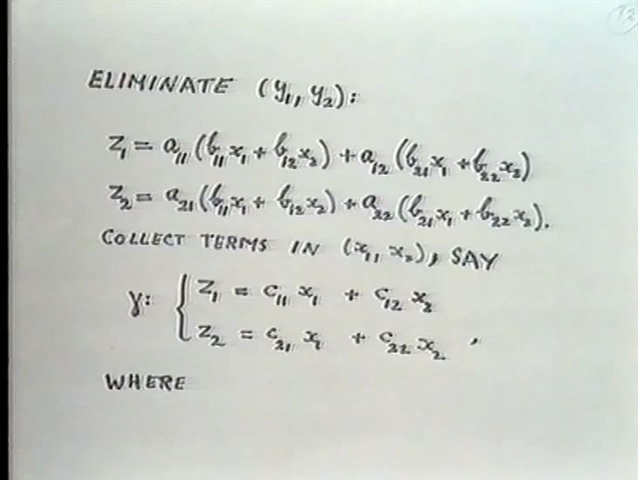 ELIMINATE (y₁, y₂):
z₁ = a₁₁(b₁₁x₁ + b₁₂x₂) + a₁₂(b₂₁x₁ + b₂₂x₂)
z₂ = a₂₁(b₁₁x₁ + b₁₂x₂) + a₂₂(b₂₁x₁ + b₂₂x₂).
COLLECT TERMS IN (x₁, x₂), SAY
γ: { z₁ = c₁₁ x₁ + c₁₂ x₂
z₂ = c₂₁ x₁ + c₂₂ x₂ ,
WHERE